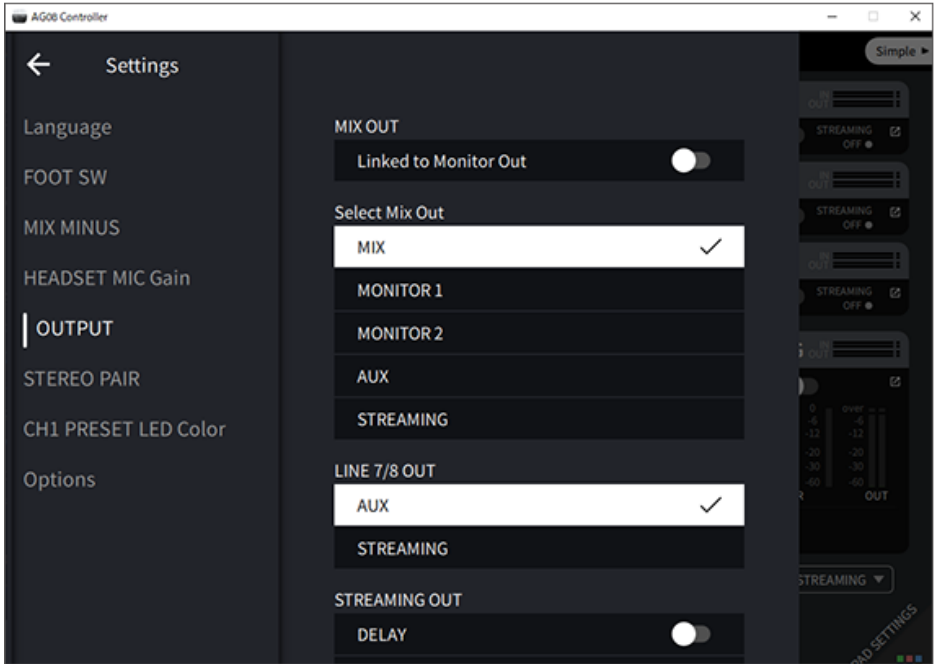 AG08 Controller
Simple
Settings
Language
FOOT SW
MIX MINUS
HEADSET MIC Gain
OUTPUT
STEREO PAIR
CH1 PRESET LED Color
Options
MIX OUT
Linked to Monitor Out
Select Mix Out
MIX
MONITOR 1
MONITOR 2
AUX
STREAMING
LINE 7/8 OUT
AUX
STREAMING
STREAMING OUT
DELAY
IN
OUT
STREAMING
OFF
IN
OUT
STREAMING
OFF
IN
OUT
STREAMING
OFF
IN
OUT
0 over
-6 -6
-12 -12
-20 -20
-30 -30
-60 -60
OUT
STREAMING
PAD SETTINGS